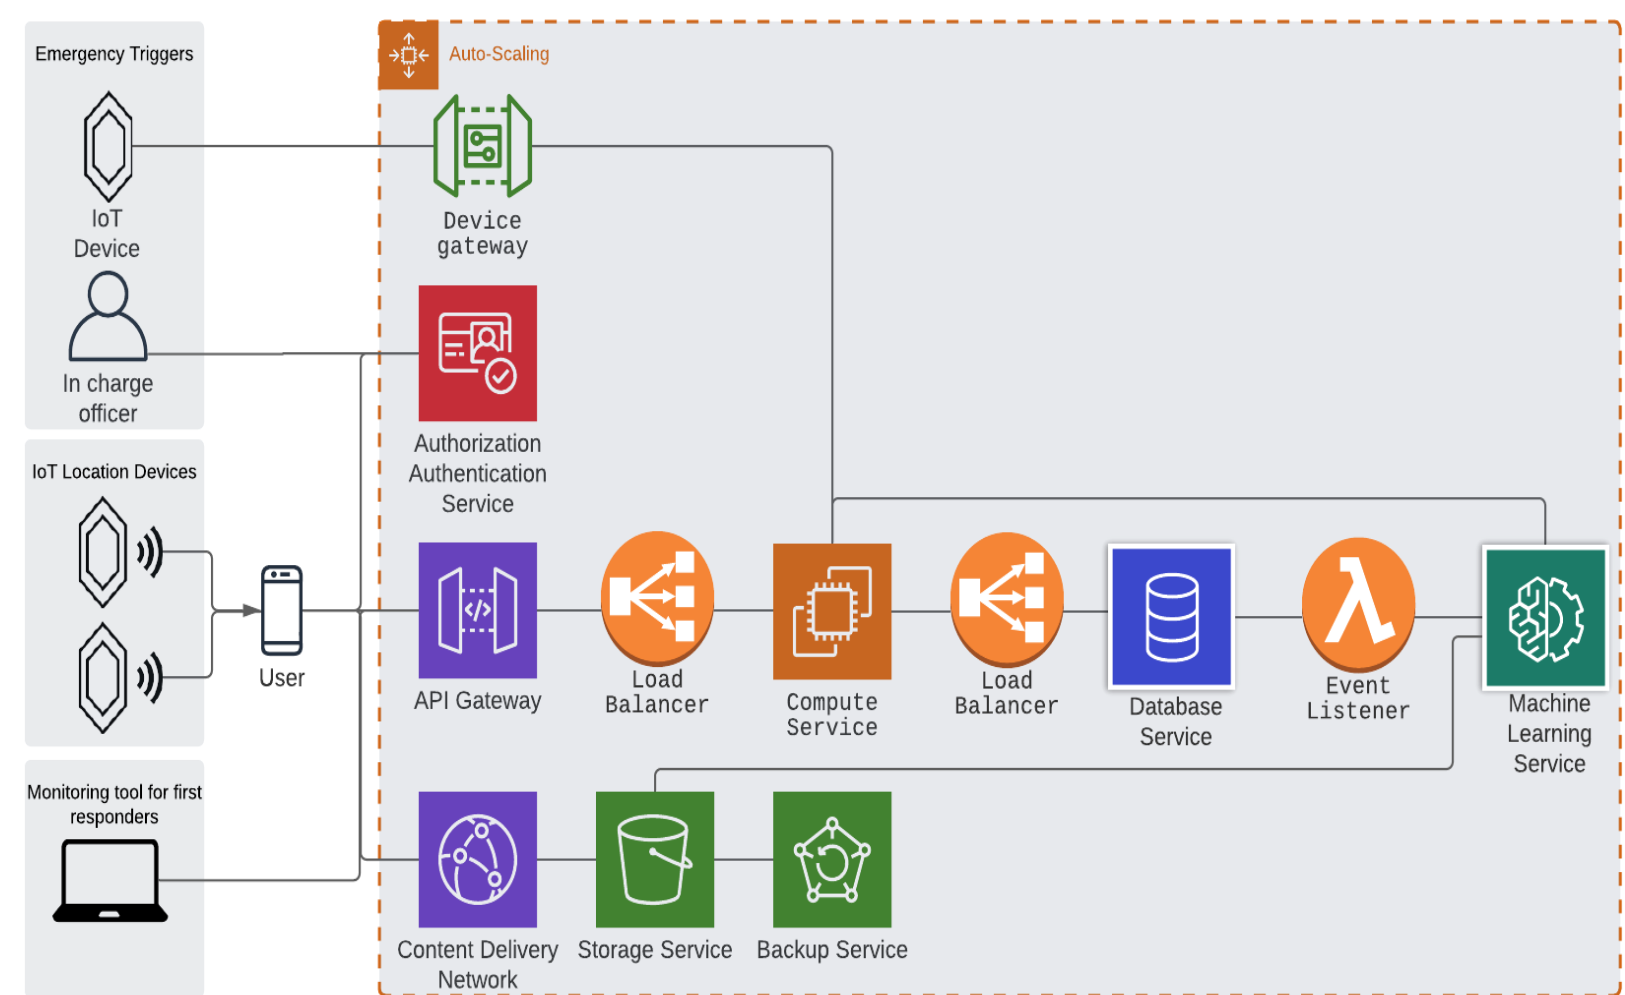 Emergency Triggers
IoT
Device
In charge
officer
IoT Location Devices
User
Monitoring tool for first
responders
Auto-Scaling
Device
gateway
Authorization
Authentication
Service
API Gateway
Load
Balancer
Compute
Service
Load
Balancer
Database
Service
Event
Listener
Machine
Learning
Service
Content Delivery
Network
Storage Service
Backup Service